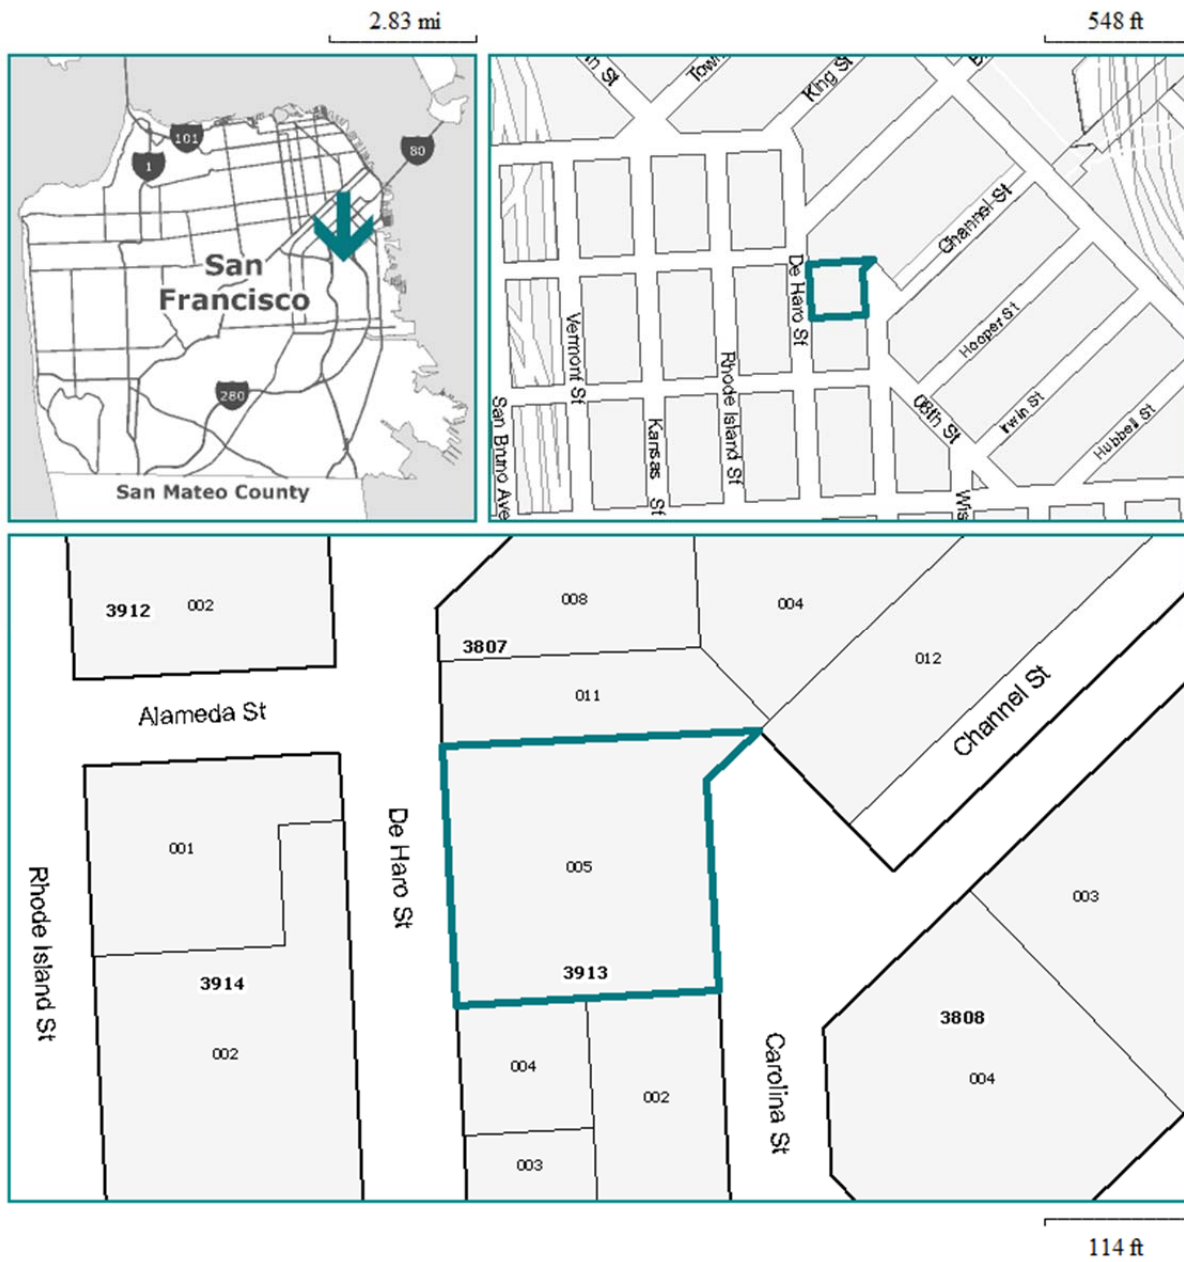 2.83 mi
548 ft
101
1
80
San
Francisco
280
San Mateo County
King St
Channel St
De Haro St
Vermont St
Hooper St
Rhode Island St
San Bruno Ave
Kansas St
08th St
Irwin St
Hubbell St
3912
002
008
004
3807
012
011
Alameda St
Channel St
De Haro St
001
005
Rhode Island St
003
3914
3913
3808
002
004
002
Carolina St
004
003
114 ft